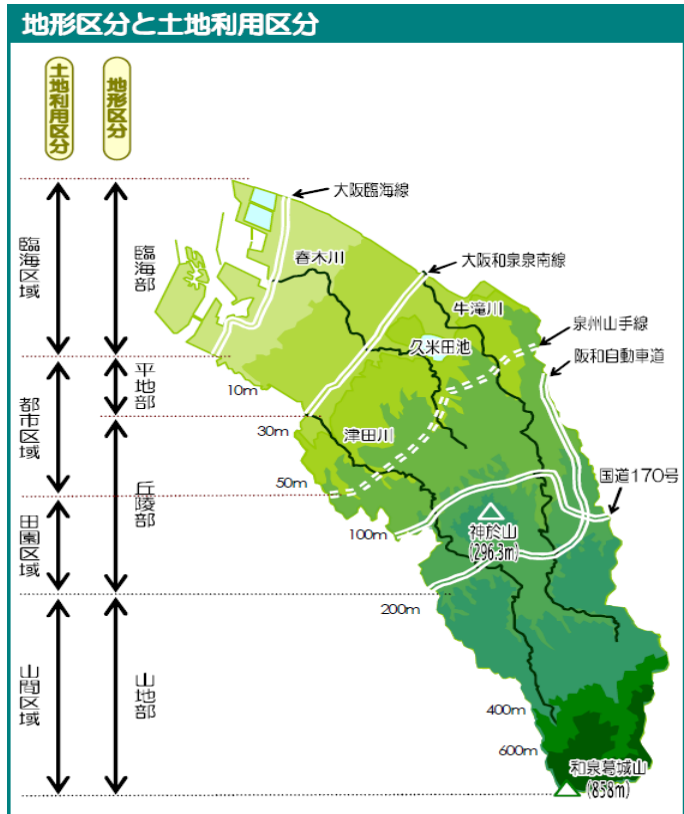 地形区分と土地利用区分
土地利用区分
地形区分
臨海区域
都市区域
田園区域
山間区域
臨海部
平地部
丘陵部
山地部
大阪臨海線
春木川
大阪和泉泉南線
牛滝川
泉州山手線
久米田池
阪和自動車道
10m
30m
津田川
50m
国道170号
100m
神於山
(296.3m)
200m
400m
600m
和泉葛城山
(858m)